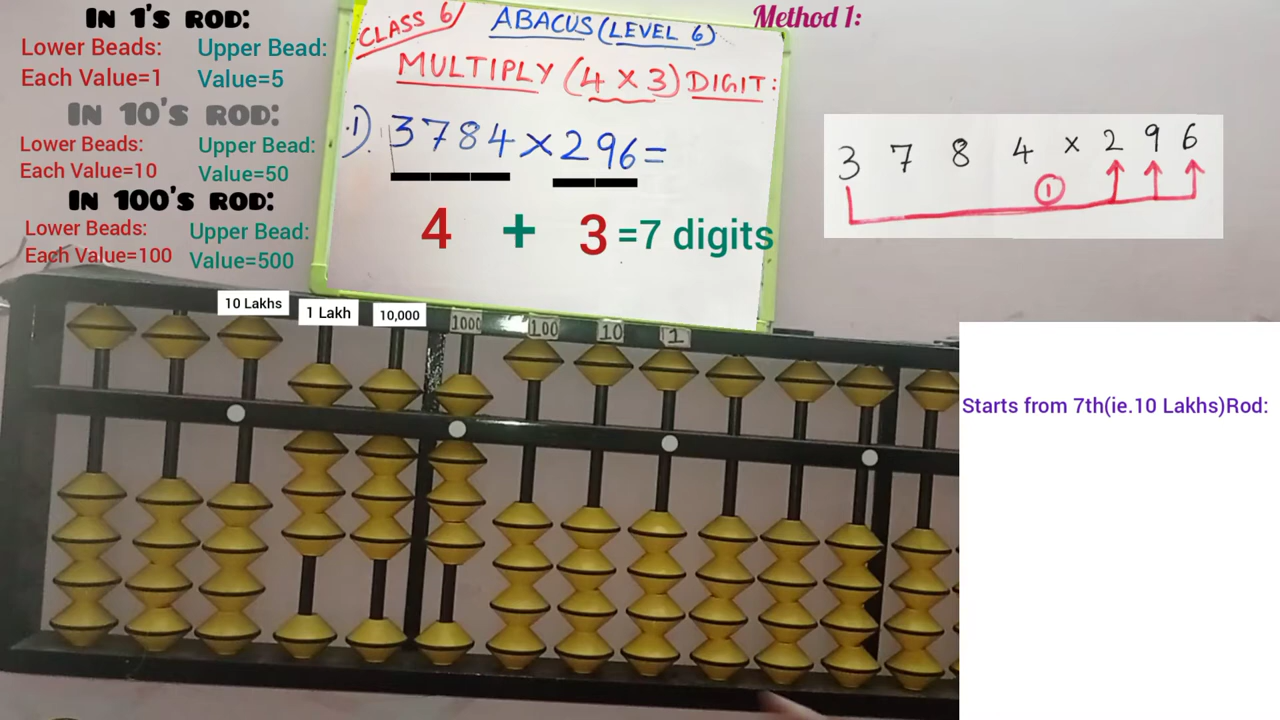 In 1's rod:
Lower Beads: Upper Bead:
Each Value=1 Value=5
In 10's rod:
Lower Beads: Upper Bead:
Each Value=10 Value=50
In 100's rod:
Lower Beads: Upper Bead:
Each Value=100 Value=500
CLASS 6
ABACUS (LEVEL 6)
MULTIPLY (4 X 3) DIGIT:
1). 3784 × 296 =
4 + 3 =7 digits
Method 1:
3 7 8 4 × 2 9 6
1
10 Lakhs 1 Lakh 10,000 1000 100 10 1
Starts from 7th(ie.10 Lakhs)Rod: